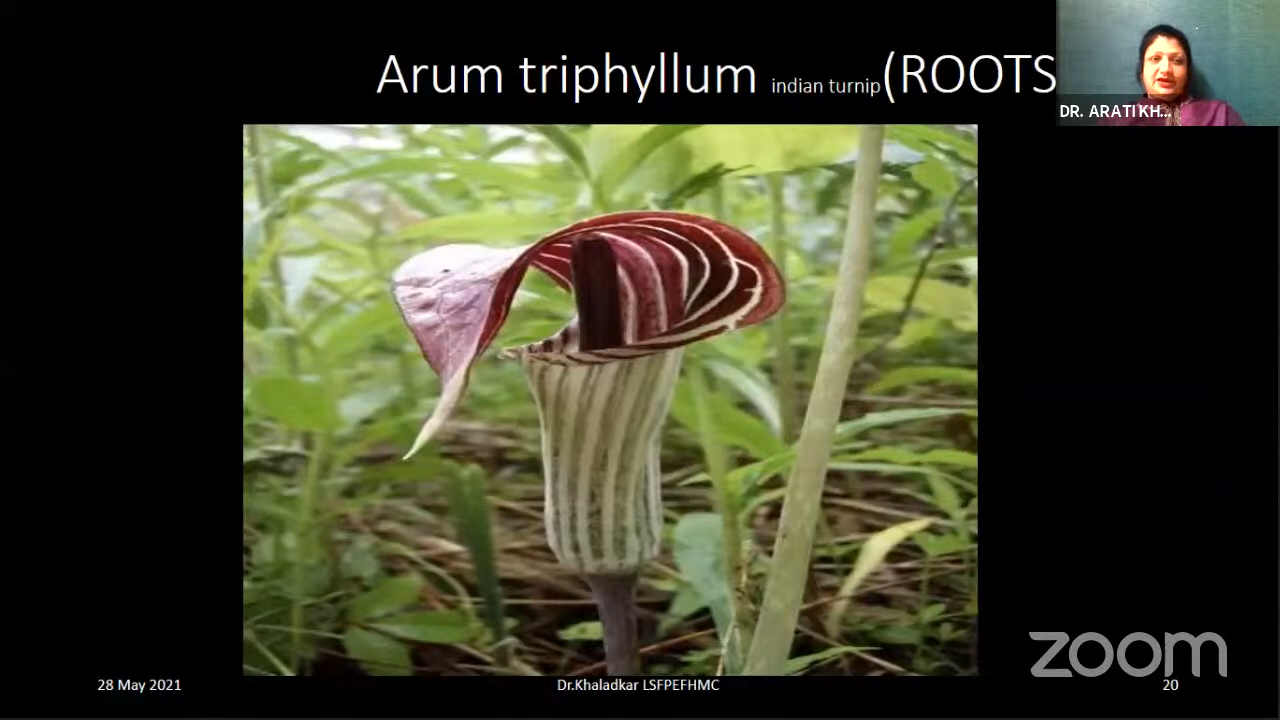 Arum triphyllum indian turnip(ROOTS
DR. ARATI KH...
zoom
28 May 2021
Dr.Khaladkar LSFPEFHMC
20